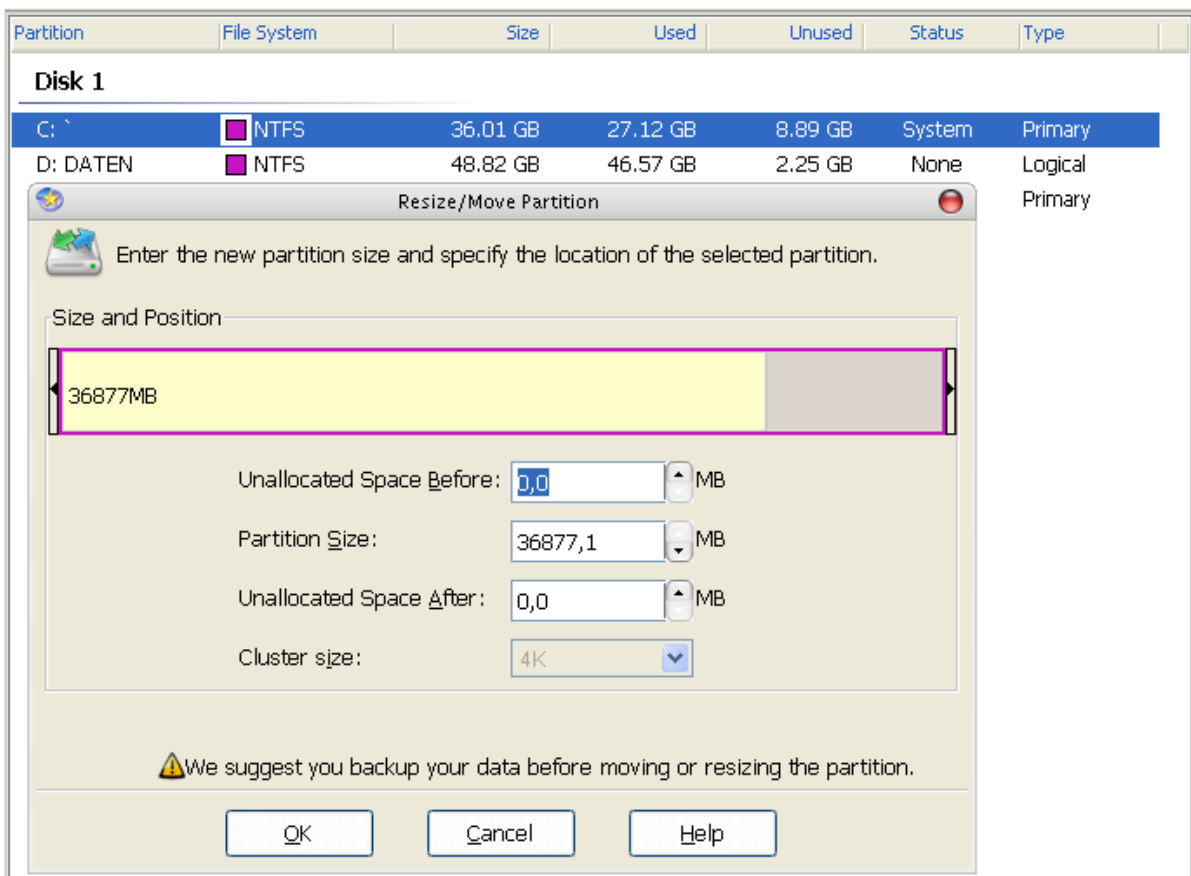 Partition File System Size Used Unused Status Type
Disk 1
C: ` NTFS 36.01 GB 27.12 GB 8.89 GB System Primary
D: DATEN NTFS 48.82 GB 46.57 GB 2.25 GB None Logical
Primary
Resize/Move Partition
Enter the new partition size and specify the location of the selected partition.
Size and Position
36877MB
Unallocated Space Before: 0,0 MB
Partition Size: 36877,1 MB
Unallocated Space After: 0,0 MB
Cluster size: 4K
We suggest you backup your data before moving or resizing the partition.
OK Cancel Help